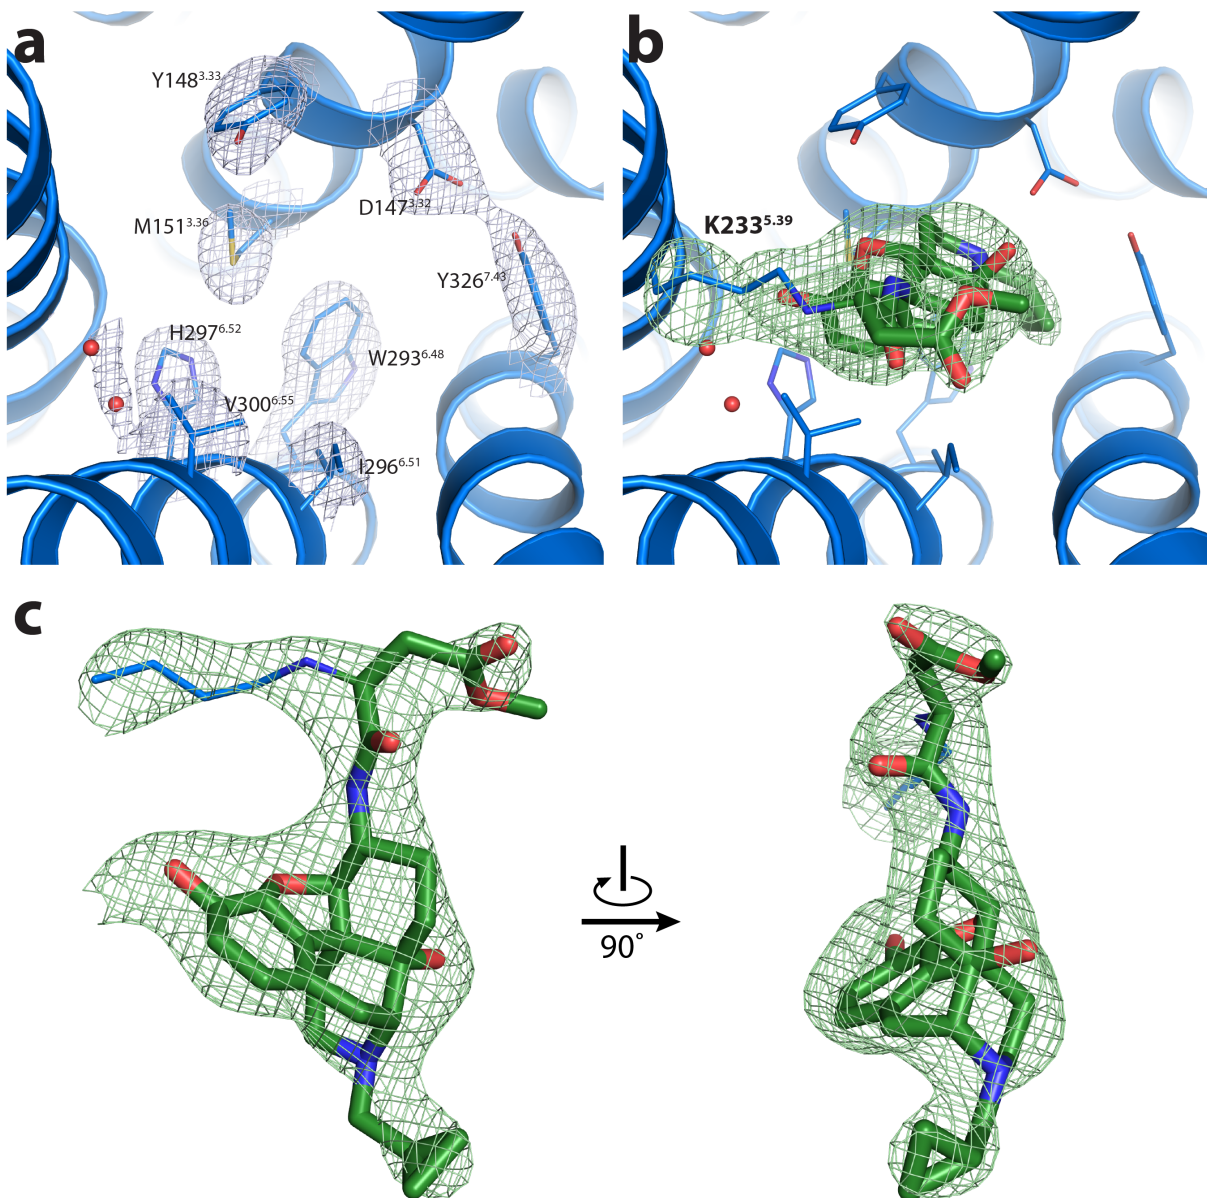 a
b
Y148³·³³
M151³·³⁶
D147³·³²
K233⁵·³⁹
Y326⁷·⁴³
H297⁶·⁵²
W293⁶·⁴⁸
V300⁶·⁵⁵
I296⁶·⁵¹
c
90°